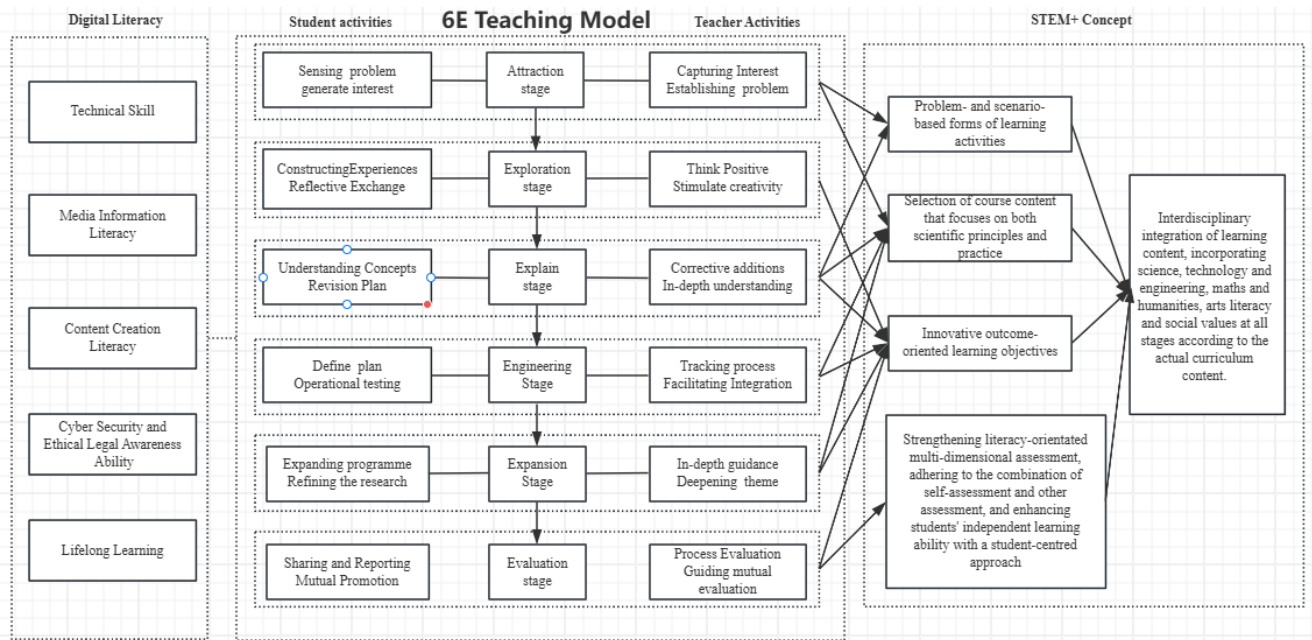 Digital Literacy
Technical Skill
Media Information
Literacy
Content Creation
Literacy
Cyber Security and
Ethical Legal Awareness
Ability
Lifelong Learning
6E Teaching Model
Student activities
Teacher Activities
Sensing problem
generate interest
Attraction
stage
Capturing Interest
Establishing problem
ConstructingExperiences
Reflective Exchange
Exploration
stage
Think Positive
Stimulate creativity
Understanding Concepts
Revision Plan
Explain
stage
Corrective additions
In-depth understanding
Define plan
Operational testing
Engineering
Stage
Tracking process
Facilitating Integration
Expanding programme
Refining the research
Expansion
Stage
In-depth guidance
Deepening theme
Sharing and Reporting
Mutual Promotion
Evaluation
stage
Process Evaluation
Guiding mutual
evaluation
STEM+ Concept
Problem- and scenario-
based forms of learning
activities
Selection of course content
that focuses on both
scientific principles and
practice
Innovative outcome-
oriented learning objectives
Strengthening literacy-orientated
multi-dimensional assessment,
adhering to the combination of
self-assessment and other
assessment, and enhancing
students' independent learning
ability with a student-centred
approach
Interdisciplinary
integration of learning
content, incorporating
science, technology and
engineering, maths and
humanities, arts literacy
and social values at all
stages according to the
actual curriculum
content.